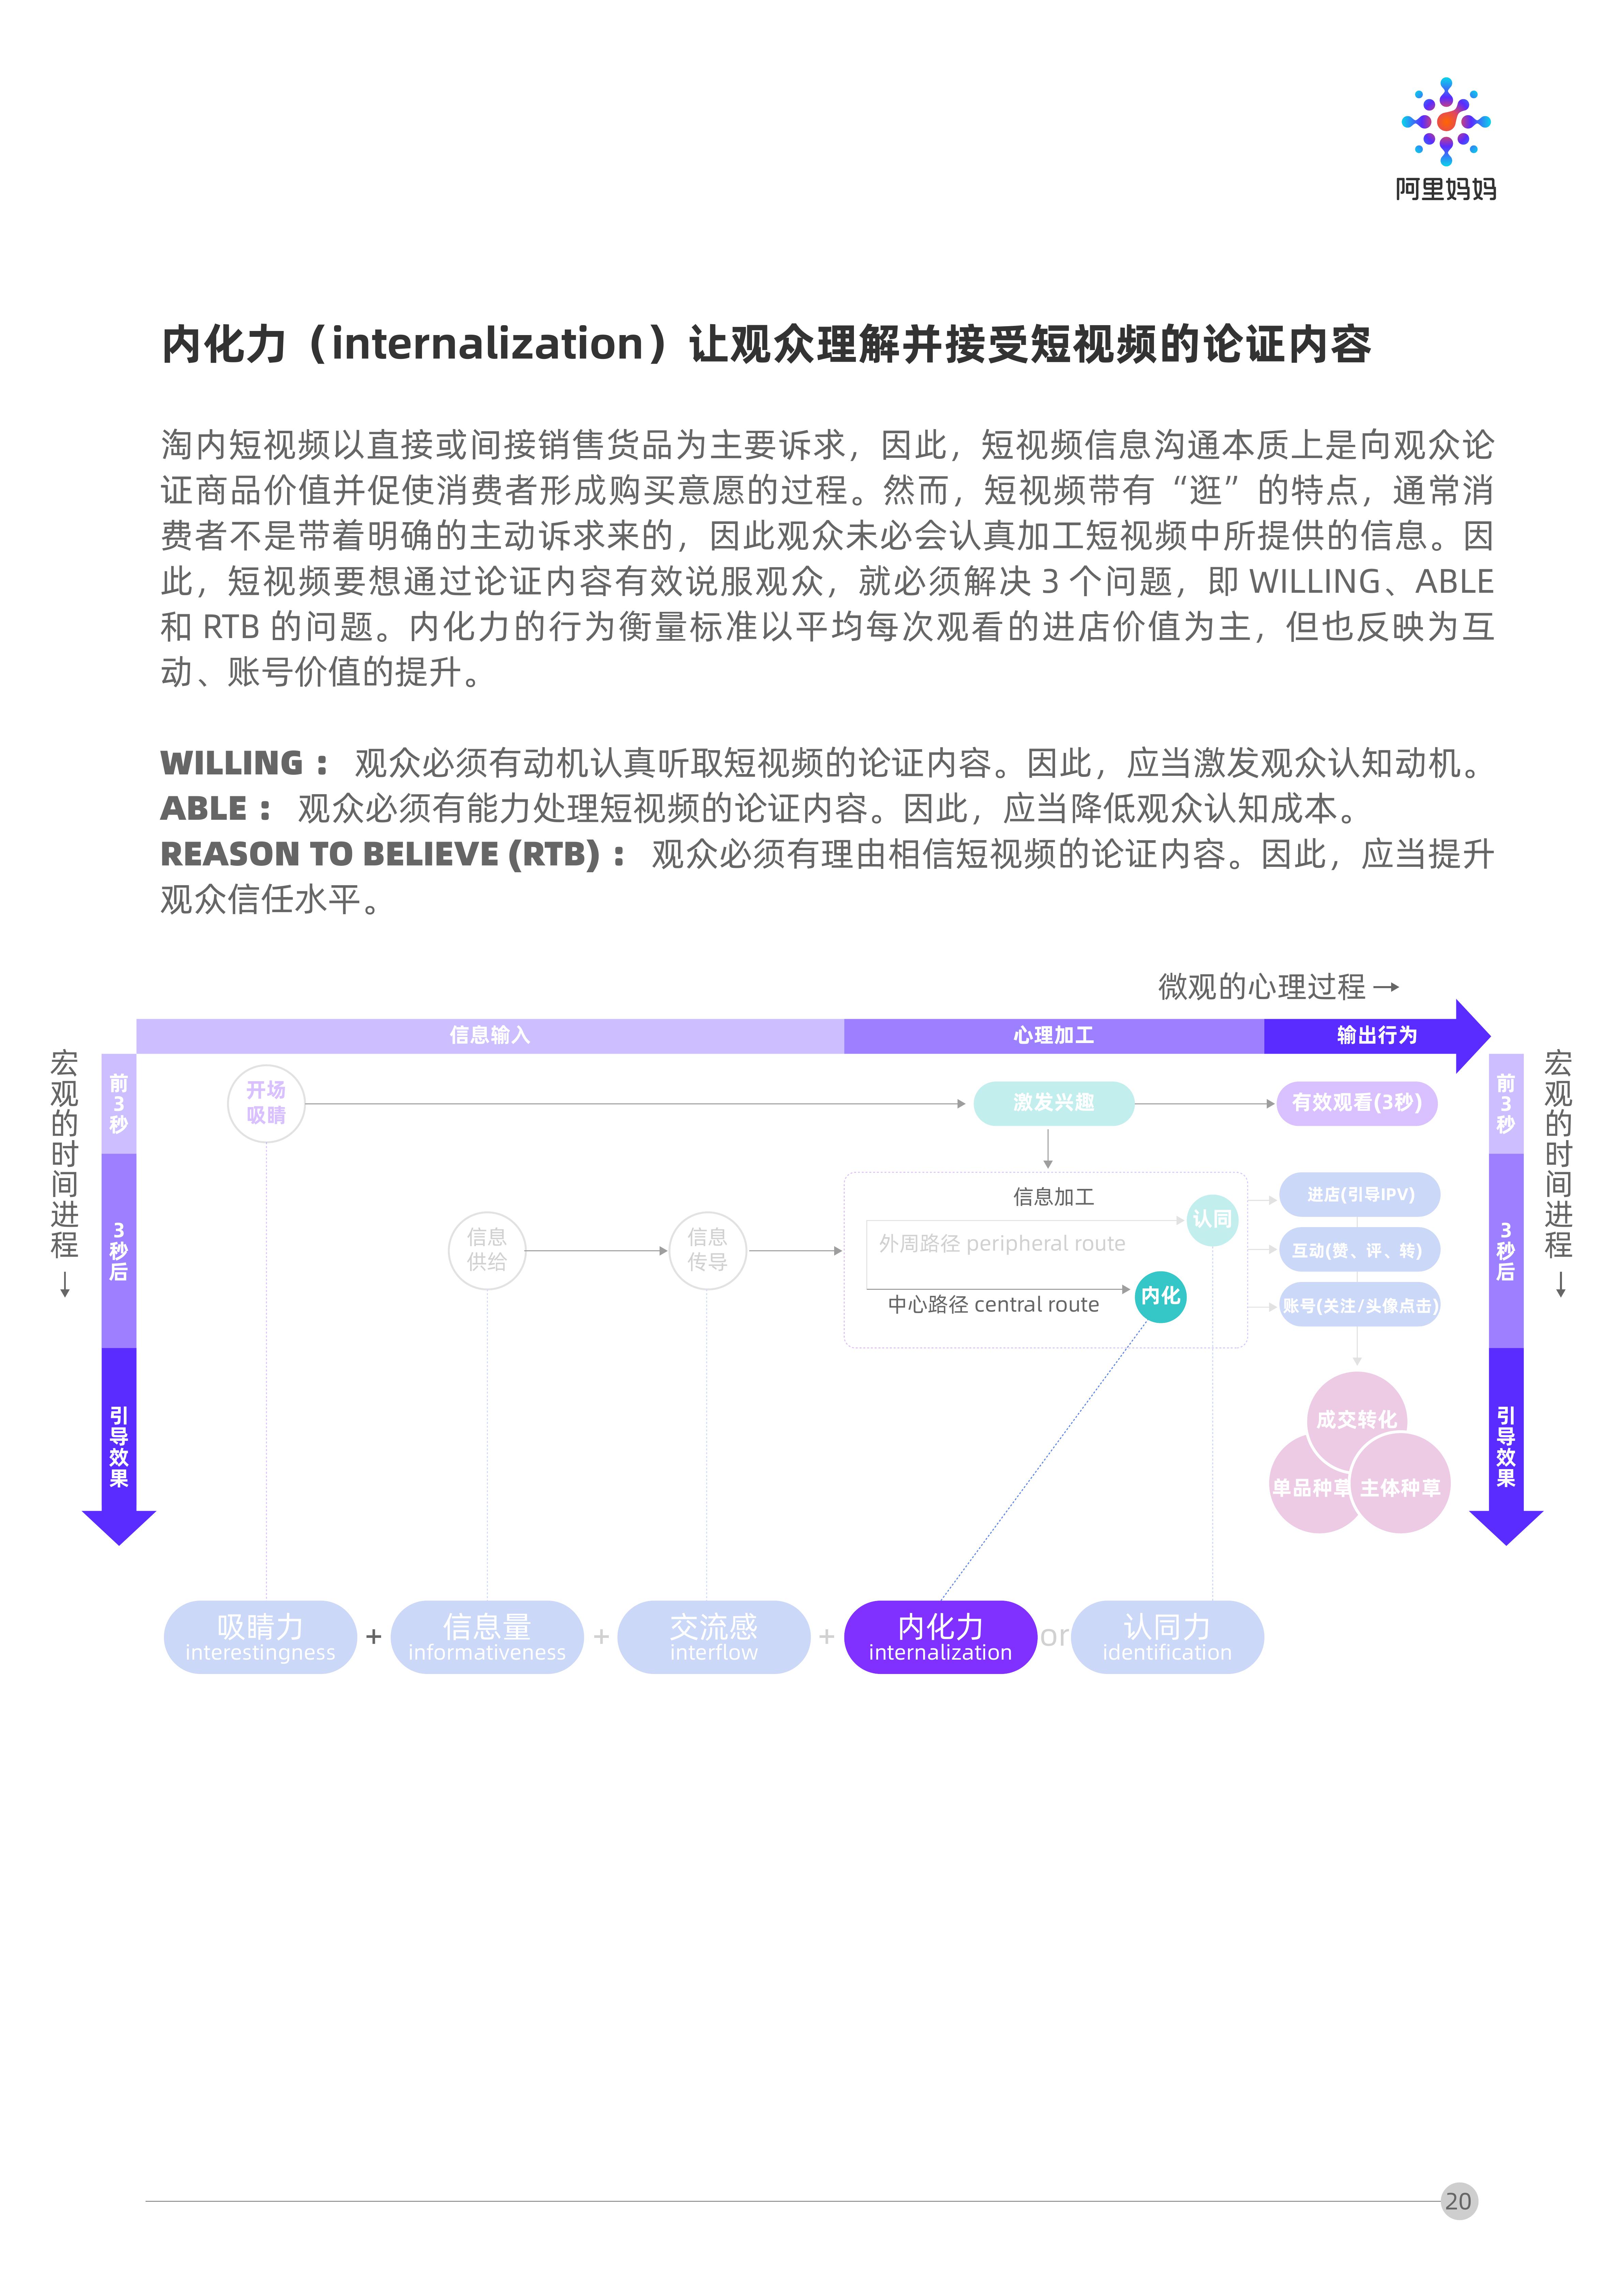 阿里妈妈
内化力（internalization）让观众理解并接受短视频的论证内容
淘内短视频以直接或间接销售货品为主要诉求，因此，短视频信息沟通本质上是向观众论
证商品价值并促使消费者形成购买意愿的过程。然而，短视频带有“逛”的特点，通常消
费者不是带着明确的主动诉求来的，因此观众未必会认真加工短视频中所提供的信息。因
此，短视频要想通过论证内容有效说服观众，就必须解决 3 个问题，即 WILLING、ABLE
和 RTB 的问题。内化力的行为衡量标准以平均每次观看的进店价值为主，但也反映为互
动、账号价值的提升。
WILLING： 观众必须有动机认真听取短视频的论证内容。因此，应当激发观众认知动机。
ABLE： 观众必须有能力处理短视频的论证内容。因此，应当降低观众认知成本。
REASON TO BELIEVE (RTB)： 观众必须有理由相信短视频的论证内容。因此，应当提升
观众信任水平。
微观的心理过程→
信息输入
心理加工
输出行为
宏观的时间进程→
前3秒
3秒后
引导效果
开场
吸睛
激发兴趣
有效观看(3秒)
信息
供给
信息
传导
信息加工
认同
外周路径 peripheral route
内化
中心路径 central route
进店(引导IPV)
互动(赞、评、转)
账号(关注/头像点击)
成交转化
单品种草
主体种草
前3秒
3秒后
引导效果
宏观的时间进程→
吸睛力
interestingness
+
信息量
informativeness
+
交流感
interflow
+
内化力
internalization
or
认同力
identification
20